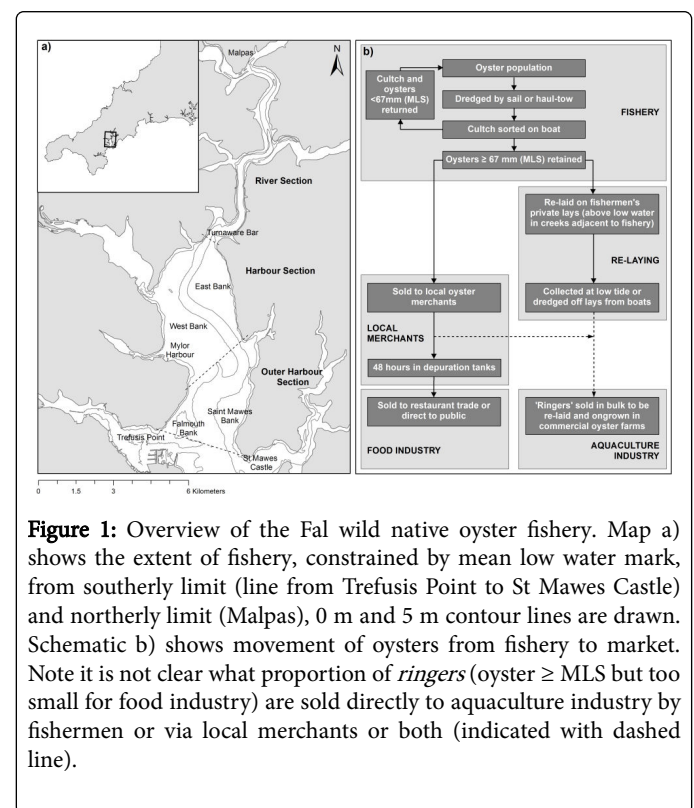 a)
N
Malpas
River Section
Turnaware Bar
Harbour Section
East Bank
West Bank
Mylor
Harbour
Outer Harbour
Section
Saint Mawes
Bank
Falmouth
Bank
Trefusis Point
St Mawes
Castle
0 1.5 3 6 Kilometers
b)
Oyster population
Cultch and
oysters
<67mm (MLS)
returned
Dredged by sail or haul-tow
FISHERY
Cultch sorted on boat
Oysters ≥ 67 mm (MLS) retained
Re-laid on fishermen's
private lays (above low water
in creeks adjacent to fishery)
RE-LAYING
Sold to local oyster
merchants
Collected at low tide or
dredged off lays from boats
LOCAL
MERCHANTS
48 hours in depuration tanks
Sold to restaurant trade or
direct to public
'Ringers' sold in bulk to be
re-laid and ongrown in
commercial oyster farms
FOOD INDUSTRY
AQUACULTURE
INDUSTRY
Figure 1: Overview of the Fal wild native oyster fishery. Map a)
shows the extent of fishery, constrained by mean low water mark,
from southerly limit (line from Trefusis Point to St Mawes Castle)
and northerly limit (Malpas), 0 m and 5 m contour lines are drawn.
Schematic b) shows movement of oysters from fishery to market.
Note it is not clear what proportion of ringers (oyster ≥ MLS but too
small for food industry) are sold directly to aquaculture industry by
fishermen or via local merchants or both (indicated with dashed
line).